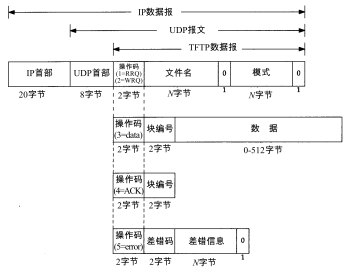 IP数据报
UDP报文
TFTP数据报
IP首部 UDP首部 操作码 (1=RRQ) (2=WRQ) 文件名 0 模式 0
20字节 8字节 2字节 N字节 1 N字节 1
操作码 (3=data) 块编号 数 据
2字节 2字节 0-512字节
操作码 (4=ACK) 块编号
2字节 2字节
操作码 (5=error) 差错码 差错信息 0
2字节 2字节 N字节 1